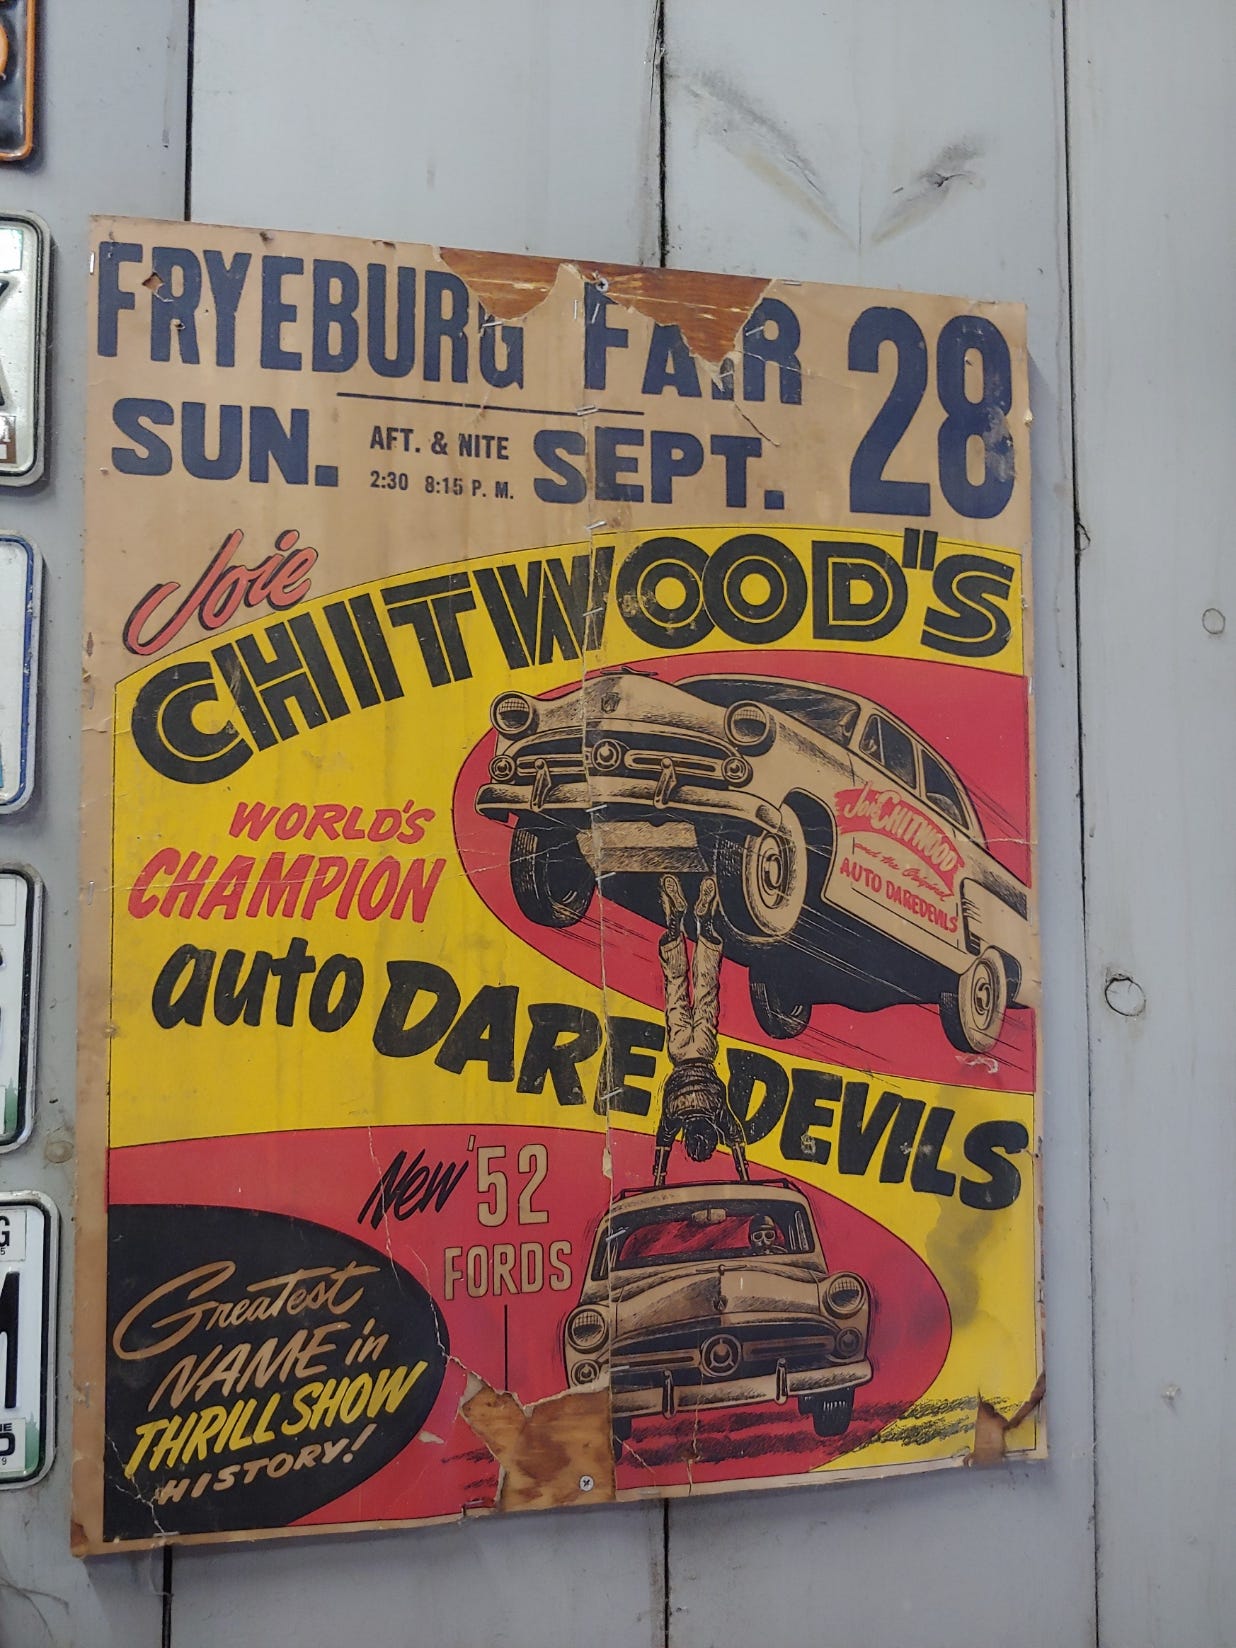 FRYEBURG FAIR
SUN. AFT. & NITE SEPT. 28
2:30 8:15 P. M.
Joie
CHITWOOD"S
WORLD'S
CHAMPION
auto DAREDEVILS
Joie CHITWOOD
and the Original
AUTO DAREDEVILS
New '52
FORDS
Greatest
NAME in
THRILL SHOW
HISTORY!